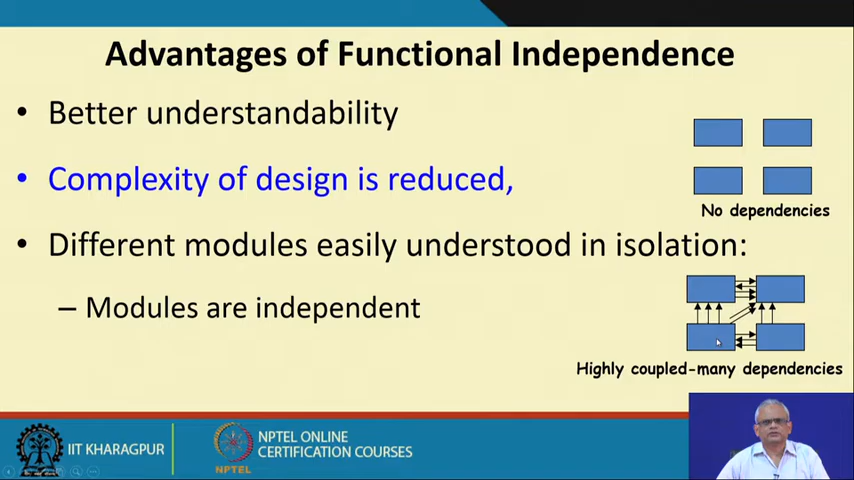 Advantages of Functional Independence
• Better understandability
• Complexity of design is reduced,
• Different modules easily understood in isolation:
– Modules are independent
No dependencies
Highly coupled-many dependencies
IIT KHARAGPUR
NPTEL
NPTEL ONLINE
CERTIFICATION COURSES